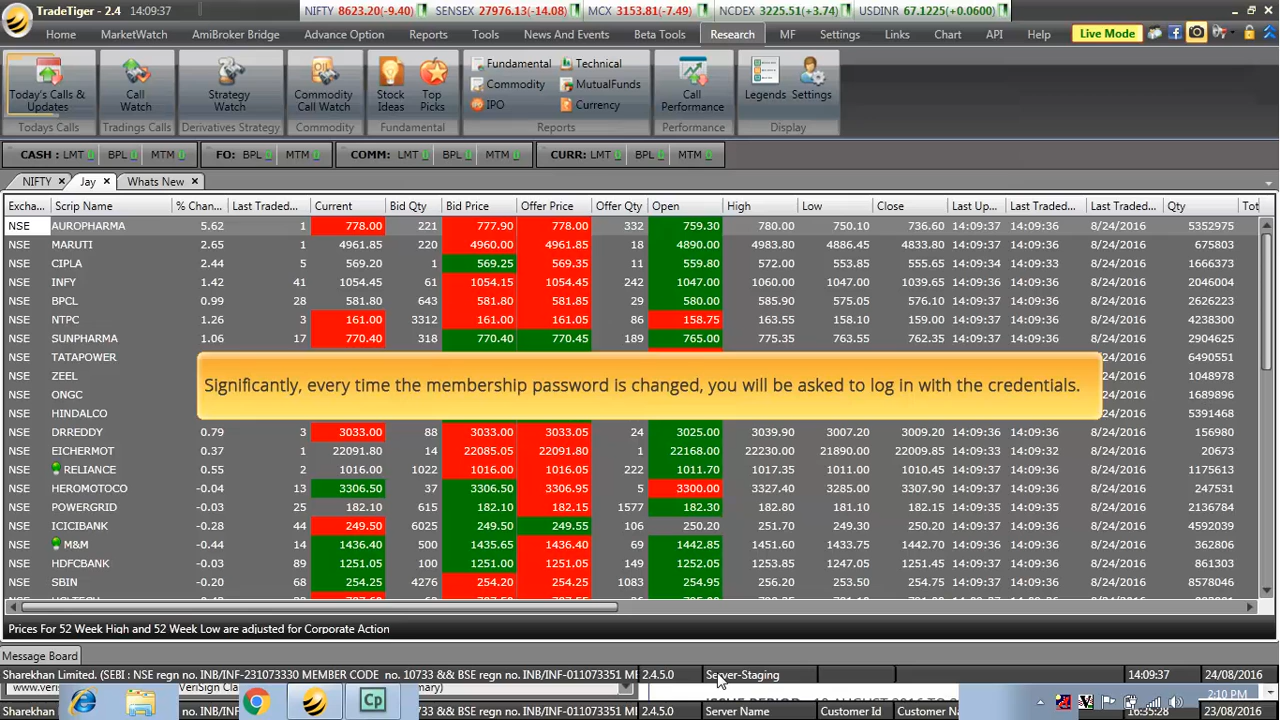 TradeTiger - 2.4 14:09:37 NIFTY 8623.20(-9.40) SENSEX 27976.13(-14.08) MCX 3153.81(-7.49) NCDEX 3225.51(+3.74) USDINR 67.1225(+0.0600)
Home MarketWatch AmiBroker Bridge Advance Option Reports Tools News And Events Beta Tools Research MF Settings Links Chart API Help Live Mode
Today's Calls & Updates Call Watch Strategy Watch Commodity Call Watch Stock Ideas Top Picks Fundamental Technical Commodity MutualFunds IPO Currency Call Performance Legends Settings
Todays Calls Tradings Calls Derivatives Strategy Commodity Fundamental Reports Performance Display
CASH : LMT BPL MTM FO: BPL MTM COMM: LMT BPL MTM CURR: LMT BPL MTM
NIFTY Jay Whats New
Excha... Scrip Name % Chan... Last Traded... Current Bid Qty Bid Price Offer Price Offer Qty Open High Low Close Last Up... Last Traded... Last Traded... Qty Tot
NSE AUROPHARMA 5.62 1 778.00 221 777.90 778.00 332 759.30 780.00 750.10 736.60 14:09:37 14:09:36 8/24/2016 5352975
NSE MARUTI 2.65 1 4961.85 220 4960.00 4961.85 18 4890.00 4983.80 4886.45 4833.80 14:09:37 14:09:36 8/24/2016 675803
NSE CIPLA 2.44 5 569.20 1 569.25 569.35 11 559.80 572.00 553.85 555.65 14:09:34 14:09:33 8/24/2016 1666373
NSE INFY 1.42 41 1054.45 61 1054.15 1054.45 242 1047.00 1060.00 1047.00 1039.65 14:09:37 14:09:36 8/24/2016 2046004
NSE BPCL 0.99 28 581.80 643 581.80 581.85 29 580.00 585.90 575.05 576.10 14:09:37 14:09:36 8/24/2016 2626223
NSE NTPC 1.26 3 161.00 3312 161.00 161.05 86 158.75 163.55 158.10 159.00 14:09:37 14:09:36 8/24/2016 4238300
NSE SUNPHARMA 1.06 17 770.40 318 770.40 770.45 189 765.00 775.35 763.55 762.35 14:09:37 14:09:36 8/24/2016 2904625
NSE TATAPOWER 8/24/2016 6490551
NSE ZEEL 8/24/2016 1048978
NSE ONGC 8/24/2016 1689896
NSE HINDALCO 8/24/2016 5391468
Significantly, every time the membership password is changed, you will be asked to log in with the credentials.
NSE DRREDDY 0.79 3 3033.00 88 3033.00 3033.05 24 3025.00 3039.90 3007.20 3009.20 14:09:36 14:09:36 8/24/2016 156980
NSE EICHERMOT 0.37 1 22091.80 14 22085.05 22091.80 1 22168.00 22230.00 21890.00 22009.85 14:09:33 14:09:32 8/24/2016 20673
NSE RELIANCE 0.55 2 1016.00 1022 1016.00 1016.05 222 1011.70 1017.35 1011.00 1010.45 14:09:37 14:09:36 8/24/2016 1175613
NSE HEROMOTOCO -0.04 13 3306.50 37 3306.50 3306.95 5 3300.00 3327.40 3285.00 3307.90 14:09:37 14:09:36 8/24/2016 247531
NSE POWERGRID -0.03 25 182.10 615 182.10 182.15 1577 182.30 182.80 181.10 182.15 14:09:35 14:09:35 8/24/2016 2136784
NSE ICICIBANK -0.28 44 249.50 6025 249.50 249.55 106 250.20 251.70 249.30 250.20 14:09:37 14:09:36 8/24/2016 4592039
NSE M&M -0.44 14 1436.40 500 1435.65 1436.40 69 1442.85 1451.60 1433.75 1442.70 14:09:37 14:09:36 8/24/2016 362806
NSE HDFCBANK -0.03 89 1251.05 100 1251.00 1251.05 149 1252.05 1253.85 1247.05 1251.45 14:09:37 14:09:36 8/24/2016 861303
NSE SBIN -0.20 68 254.25 4276 254.20 254.25 1083 254.95 256.20 253.50 254.75 14:09:37 14:09:36 8/24/2016 8578046
Prices For 52 Week High and 52 Week Low are adjusted for Corporate Action
Message Board
Sharekhan Limited. (SEBI : NSE regn no. INB/INF-231073330 MEMBER CODE no. 10733 && BSE regn no. INB/INF-011073351 ME 2.4.5.0 Server-Staging 14:09:37 24/08/2016
2:10 PM
2.4.5.0 Server Name Customer Id 16:35:28 23/08/2016